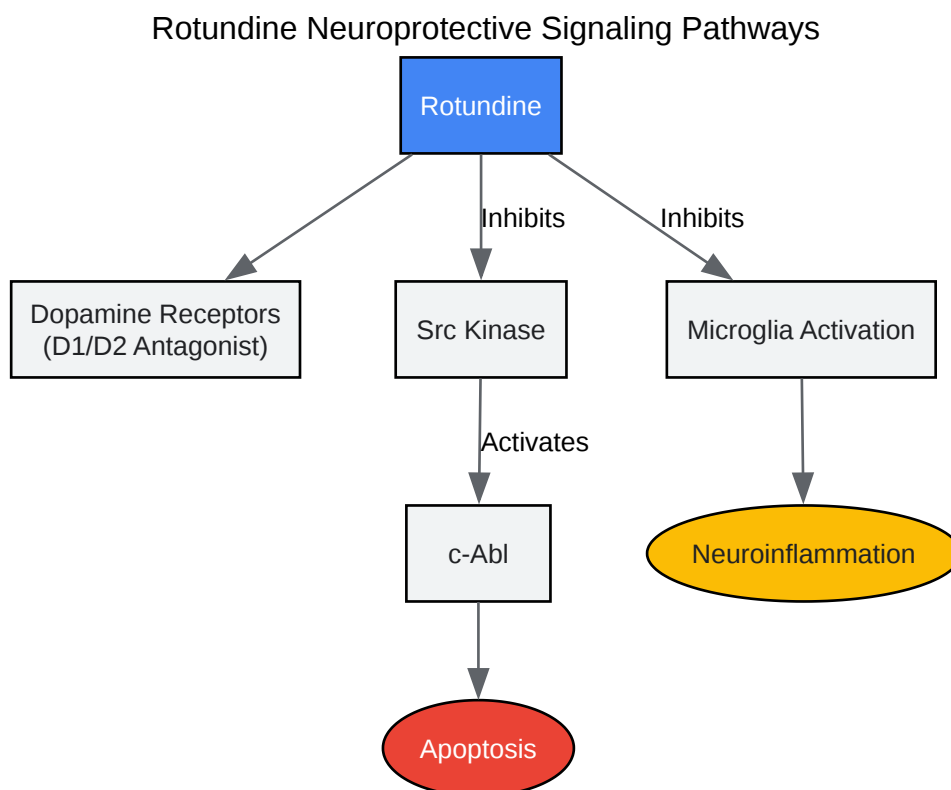 Rotundine Neuroprotective Signaling Pathways
Rotundine
Inhibits
Inhibits
Dopamine Receptors
(D1/D2 Antagonist)
Src Kinase
Microglia Activation
Activates
c-Abl
Neuroinflammation
Apoptosis